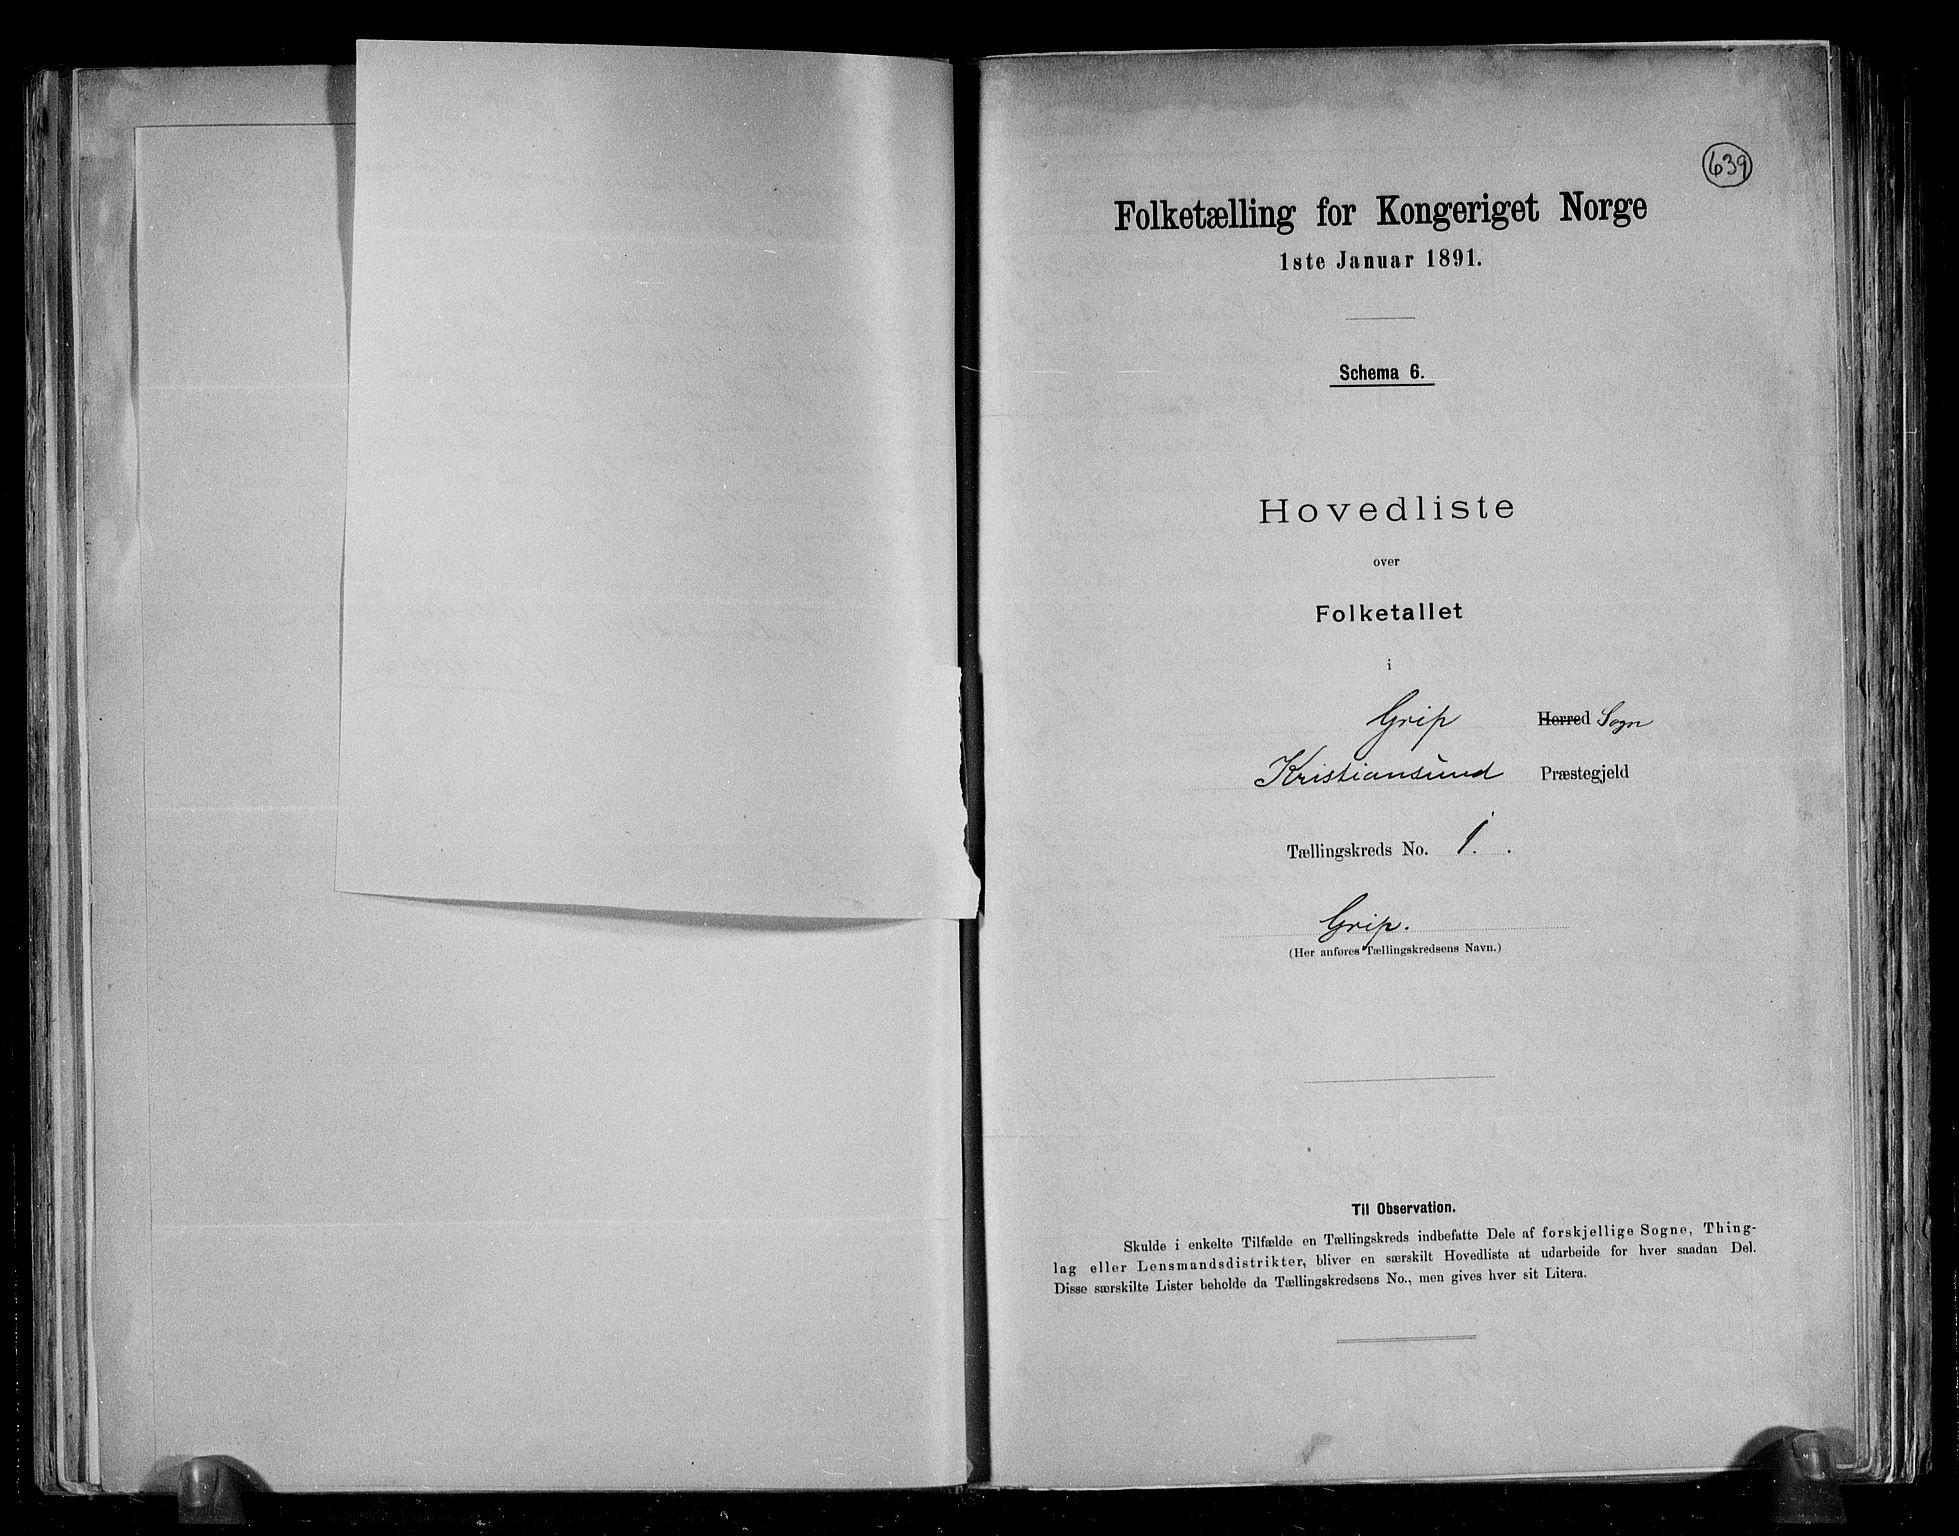 639
Folketælling for Kongeriget Norge
1ste Januar 1891.
Schema 6.
Hovedliste
over
Folketallet
i
Grip Herred Sogn
Kristiansund Præstegjeld
Tællingskreds No. 1.
Grip.
(Her anføres Tællingskredsens Navn.)
Til Observation.
Skulde i enkelte Tilfælde en Tællingskreds indbefatte Dele af forskjellige Sogne, Thing-
lag eller Lensmandsdistrikter, bliver en særskilt Hovedliste at udarbeide for hver saadan Del.
Disse særskilte Lister beholde da Tællingskredsens No., men gives hver sit Litera.